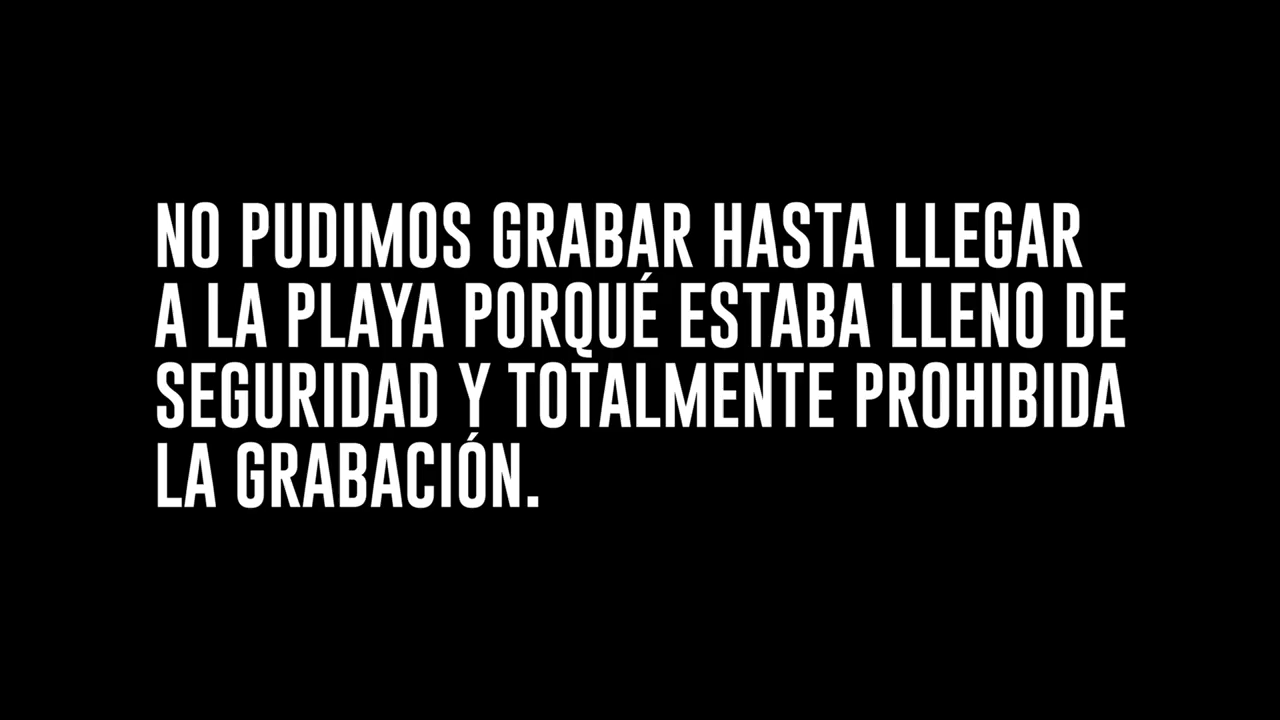 NO PUDIMOS GRABAR HASTA LLEGAR
A LA PLAYA PORQUÉ ESTABA LLENO DE
SEGURIDAD Y TOTALMENTE PROHIBIDA
LA GRABACIÓN.